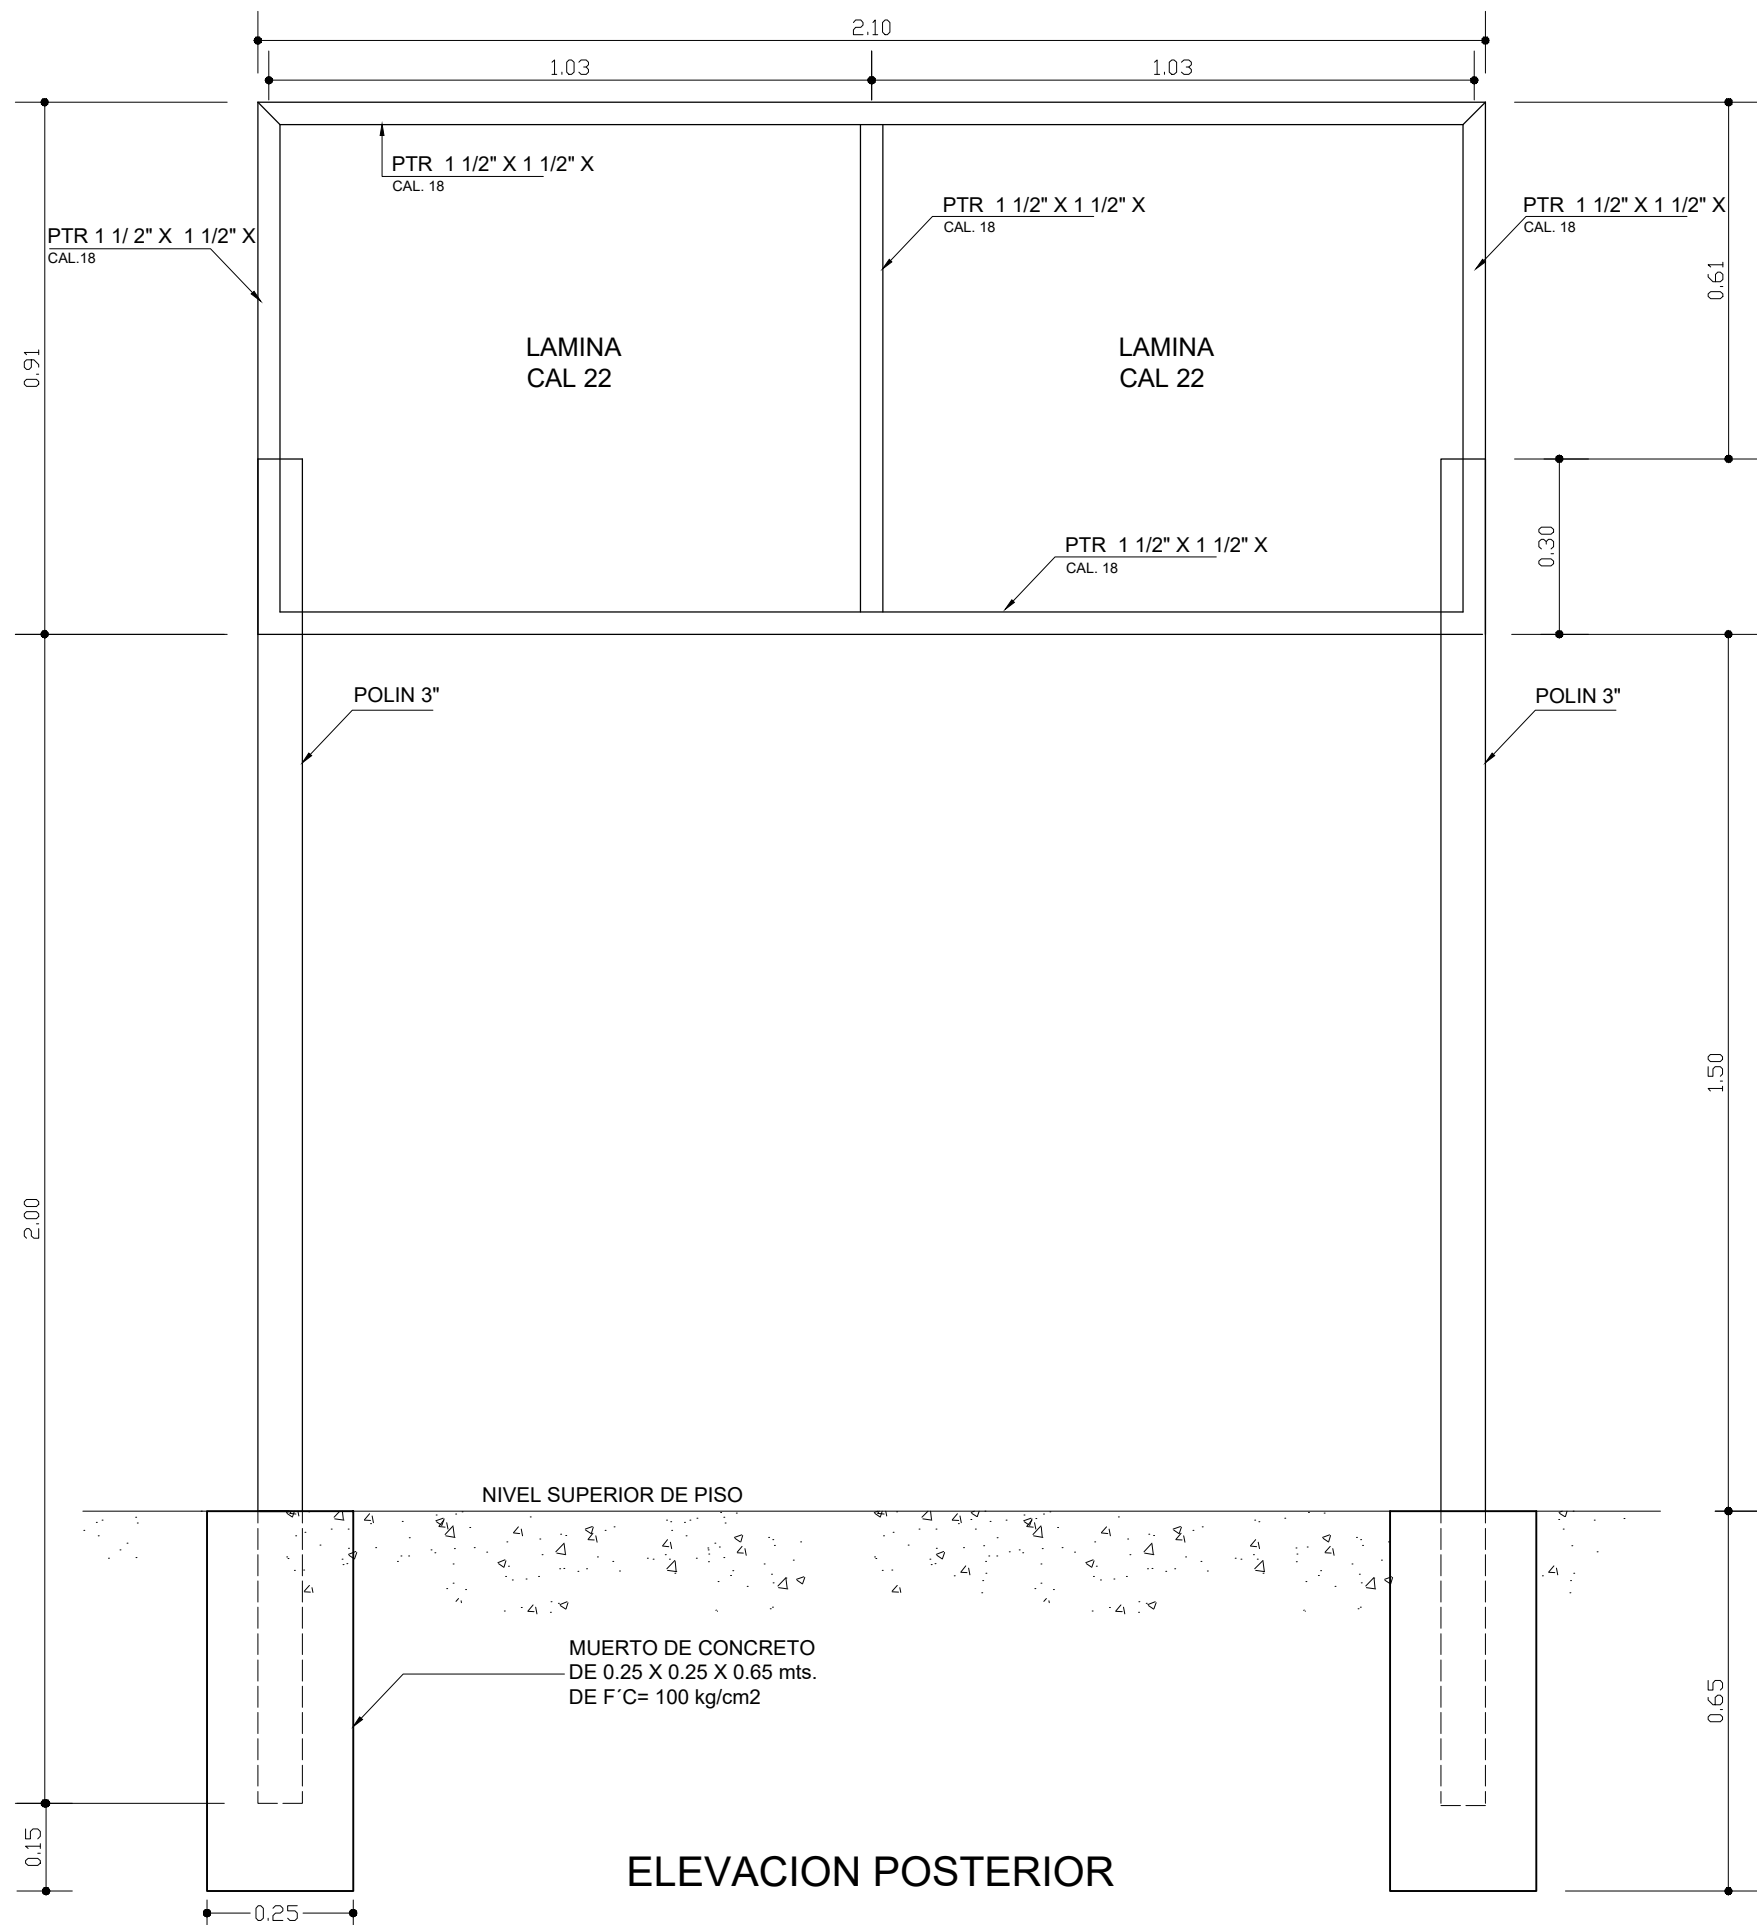 2.10
1.03
1.03
PTR 1 1/2" X 1 1/2" X
CAL. 18
PTR 1 1/2" X 1 1/2" X
CAL. 18
PTR 1 1/2" X 1 1/2" X
CAL. 18
PTR 1 1/ 2" X 1 1/2" X
CAL.18
0.61
0.91
LAMINA
CAL 22
LAMINA
CAL 22
0.30
PTR 1 1/2" X 1 1/2" X
CAL. 18
POLIN 3"
POLIN 3"
1.50
2.00
NIVEL SUPERIOR DE PISO
MUERTO DE CONCRETO
DE 0.25 X 0.25 X 0.65 mts.
DE F´C= 100 kg/cm2
0.65
0.15
ELEVACION POSTERIOR
0.25